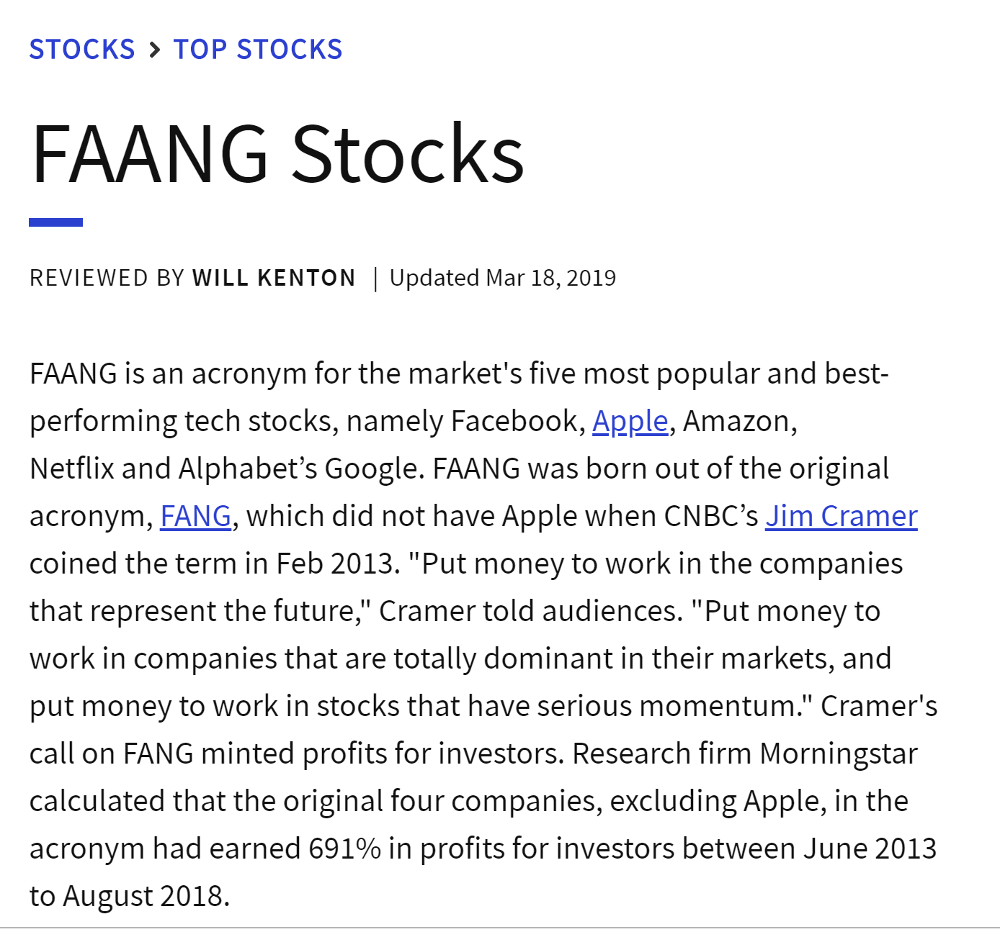 STOCKS > TOP STOCKS
FAANG Stocks
REVIEWED BY WILL KENTON | Updated Mar 18, 2019
FAANG is an acronym for the market's five most popular and best-
performing tech stocks, namely Facebook, Apple, Amazon,
Netflix and Alphabet’s Google. FAANG was born out of the original
acronym, FANG, which did not have Apple when CNBC’s Jim Cramer
coined the term in Feb 2013. "Put money to work in the companies
that represent the future," Cramer told audiences. "Put money to
work in companies that are totally dominant in their markets, and
put money to work in stocks that have serious momentum." Cramer's
call on FANG minted profits for investors. Research firm Morningstar
calculated that the original four companies, excluding Apple, in the
acronym had earned 691% in profits for investors between June 2013
to August 2018.